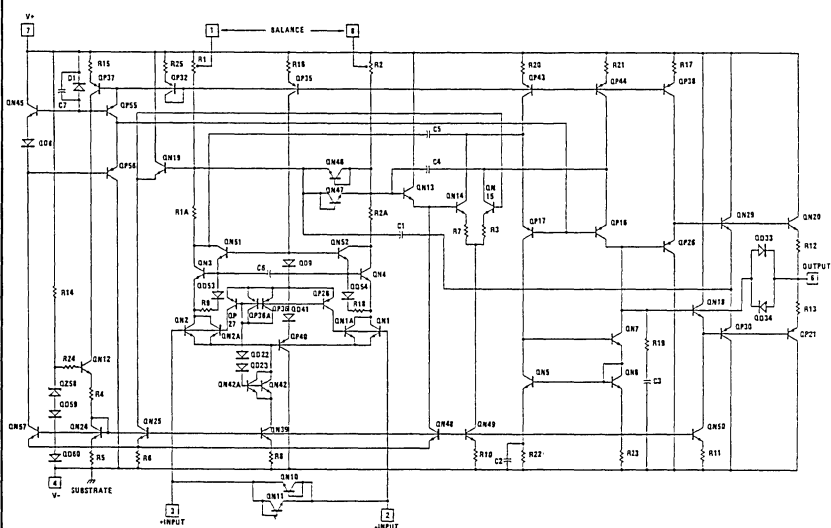 V+
7
1
BALANCE
8
R15
QP37
R25
QP32
R1
R16
QP35
R2
R20
QP43
R21
QP44
R17
QP38
D1
C7
QN45
QP55
C5
QP56
QN19
QN46
C4
QN47
QN13
QN14
QN
15
R1A
R2A
R7
R3
QP17
QP16
QN29
QN20
C1
QN51
QN52
QP26
QD33
R12
OUTPUT
6
QN3
C6
QD9
QN4
QD53
QD54
QD34
R13
R14
R9
QP
27
QP36A
QD41
QP28
R18
QN18
QN2
QN2A
QP40
QN1A
QN1
QN7
R19
QP30
QP21
R24
QN12
QD22
QD23
QZ58
R4
QN42A
QN42
QN5
QN6
C3
QD59
QN57
QN24
QN25
QN39
QN48
QN49
QN50
QD60
R5
R6
R8
R10
C2
R22
R23
R11
4
V-
SUBSTRATE
QN10
QN11
3
+INPUT
2
-INPUT